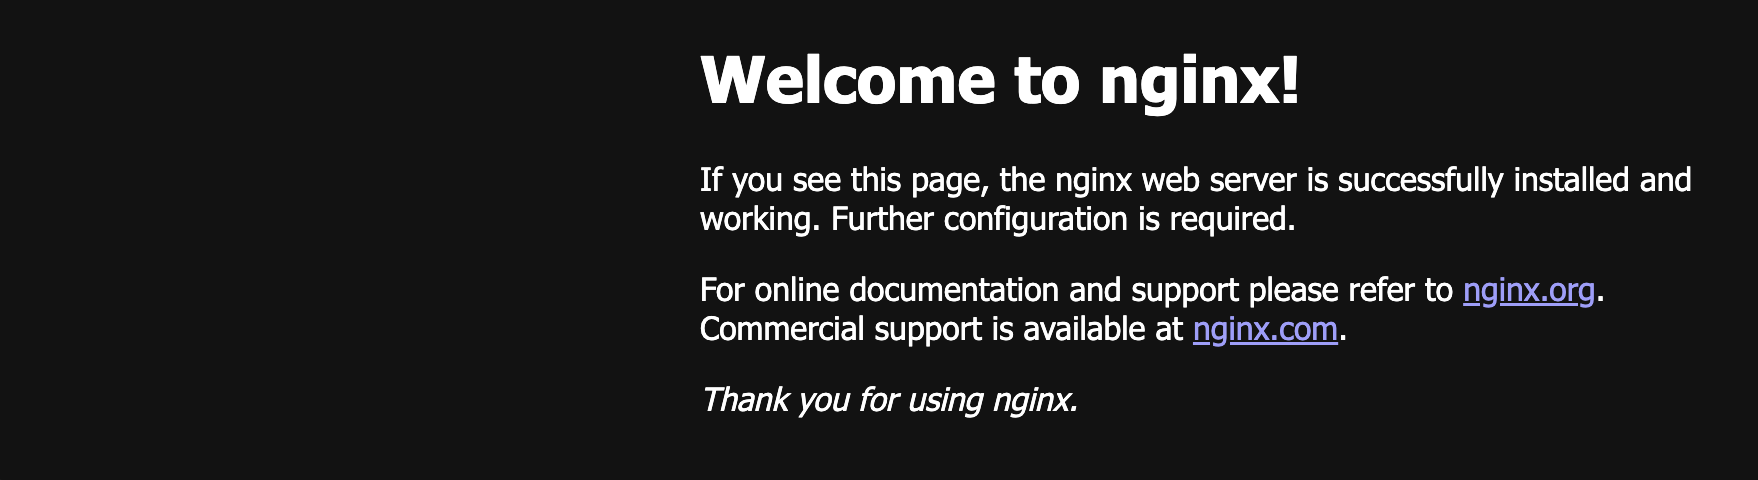 Welcome to nginx!
If you see this page, the nginx web server is successfully installed and
working. Further configuration is required.
For online documentation and support please refer to nginx.org.
Commercial support is available at nginx.com.
Thank you for using nginx.